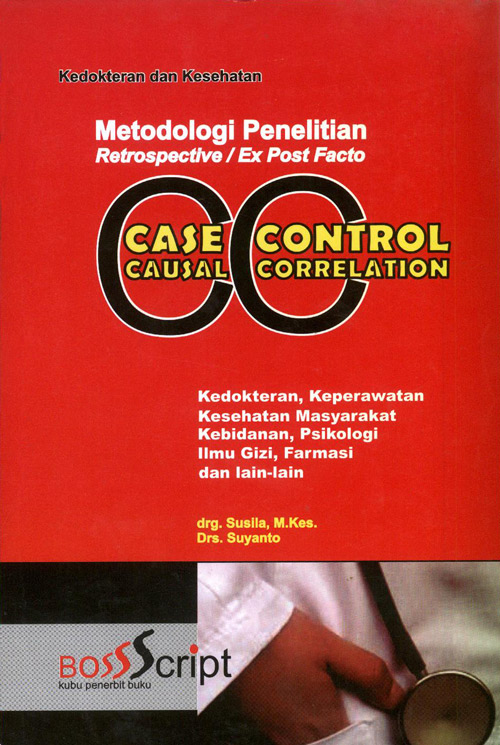 Kedokteran dan Kesehatan
Metodologi Penelitian
Retrospective / Ex Post Facto
CC
CASE CONTROL
CAUSAL CORRELATION
Kedokteran, Keperawatan
Kesehatan Masyarakat
Kebidanan, Psikologi
Ilmu Gizi, Farmasi
dan lain-lain
drg. Susila, M.Kes.
Drs. Suyanto
BOSSScript
kubu penerbit buku